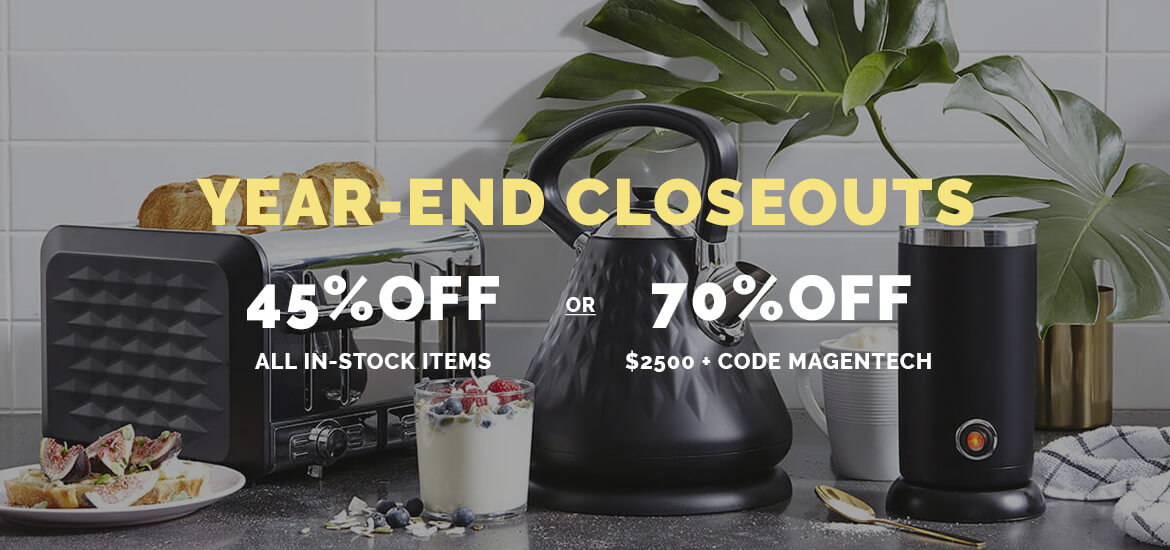 YEAR-END CLOSEOUTS
45%OFF OR 70%OFF
ALL IN-STOCK ITEMS $2500 + CODE MAGENTECH